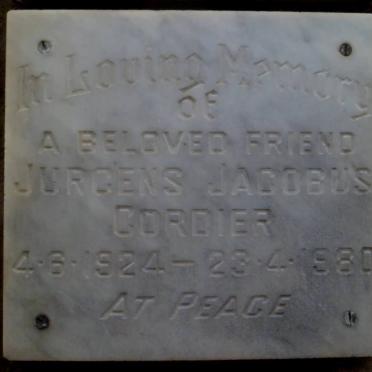 In Loving Memory
OF
A BELOVED FRIEND
JURGENS JACOBUS
CORDIER
4·6·1924 — 23·4·1980
AT PEACE